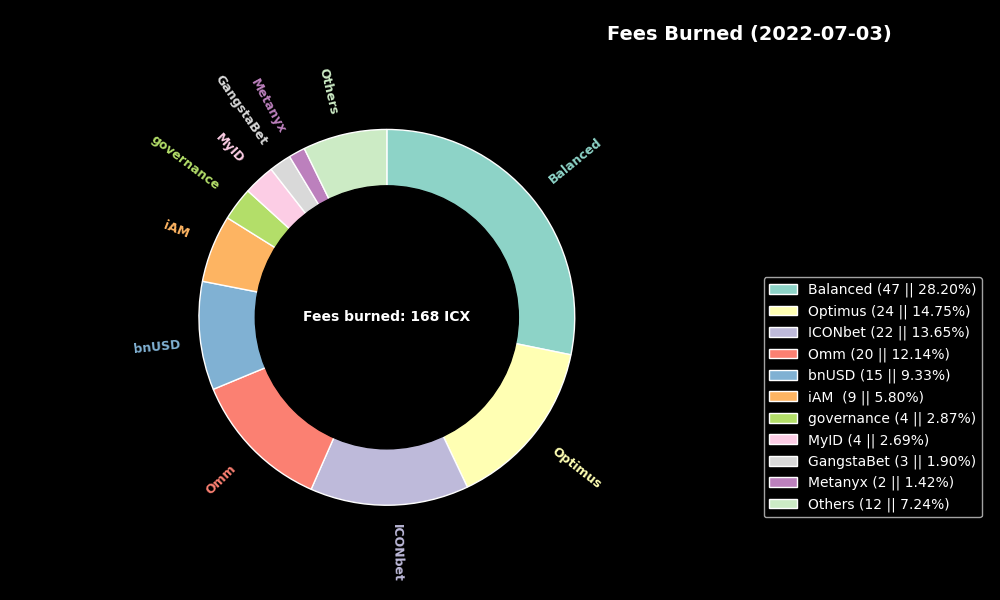 Fees Burned (2022-07-03)
Others
Metanyx
GangstaBet
MyID
governance
iAM
bnUSD
Omm
ICONbet
Optimus
Balanced
Fees burned: 168 ICX
Balanced (47 || 28.20%)
Optimus (24 || 14.75%)
ICONbet (22 || 13.65%)
Omm (20 || 12.14%)
bnUSD (15 || 9.33%)
iAM  (9 || 5.80%)
governance (4 || 2.87%)
MyID (4 || 2.69%)
GangstaBet (3 || 1.90%)
Metanyx (2 || 1.42%)
Others (12 || 7.24%)